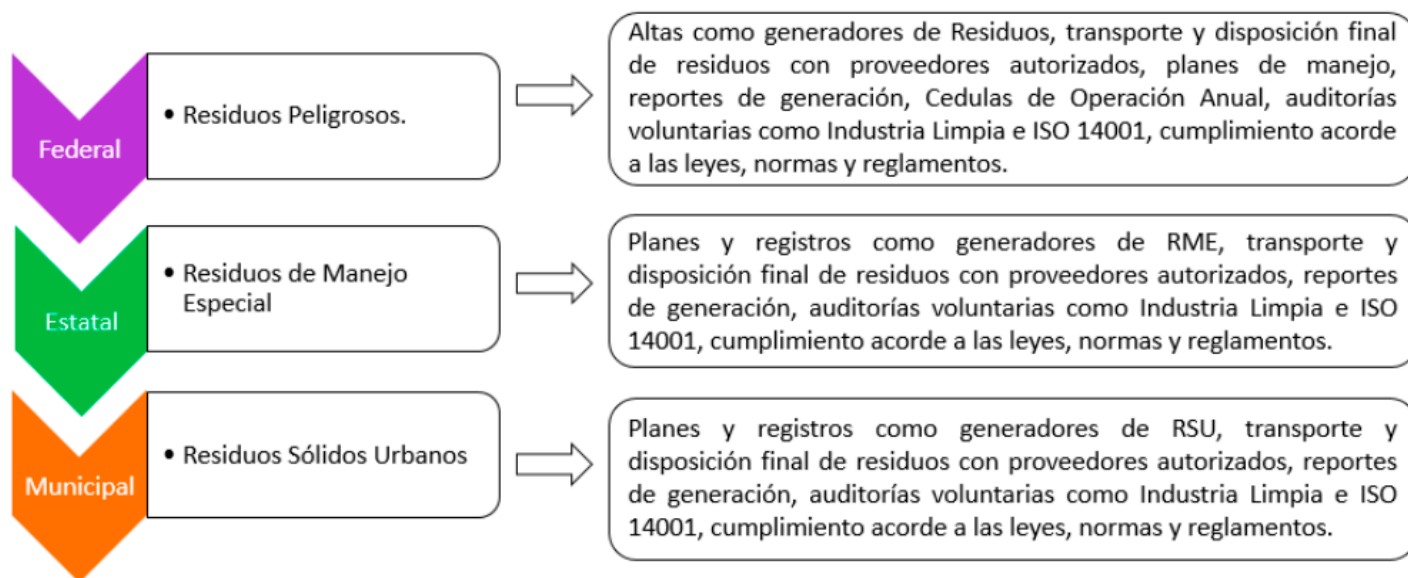 Federal
• Residuos Peligrosos.
Altas como generadores de Residuos, transporte y disposición final
de residuos con proveedores autorizados, planes de manejo,
reportes de generación, Cedulas de Operación Anual, auditorías
voluntarias como Industria Limpia e ISO 14001, cumplimiento acorde
a las leyes, normas y reglamentos.
Estatal
• Residuos de Manejo
Especial
Planes y registros como generadores de RME, transporte y
disposición final de residuos con proveedores autorizados, reportes
de generación, auditorías voluntarias como Industria Limpia e ISO
14001, cumplimiento acorde a las leyes, normas y reglamentos.
Municipal
• Residuos Sólidos Urbanos
Planes y registros como generadores de RSU, transporte y
disposición final de residuos con proveedores autorizados, reportes
de generación, auditorías voluntarias como Industria Limpia e ISO
14001, cumplimiento acorde a las leyes, normas y reglamentos.